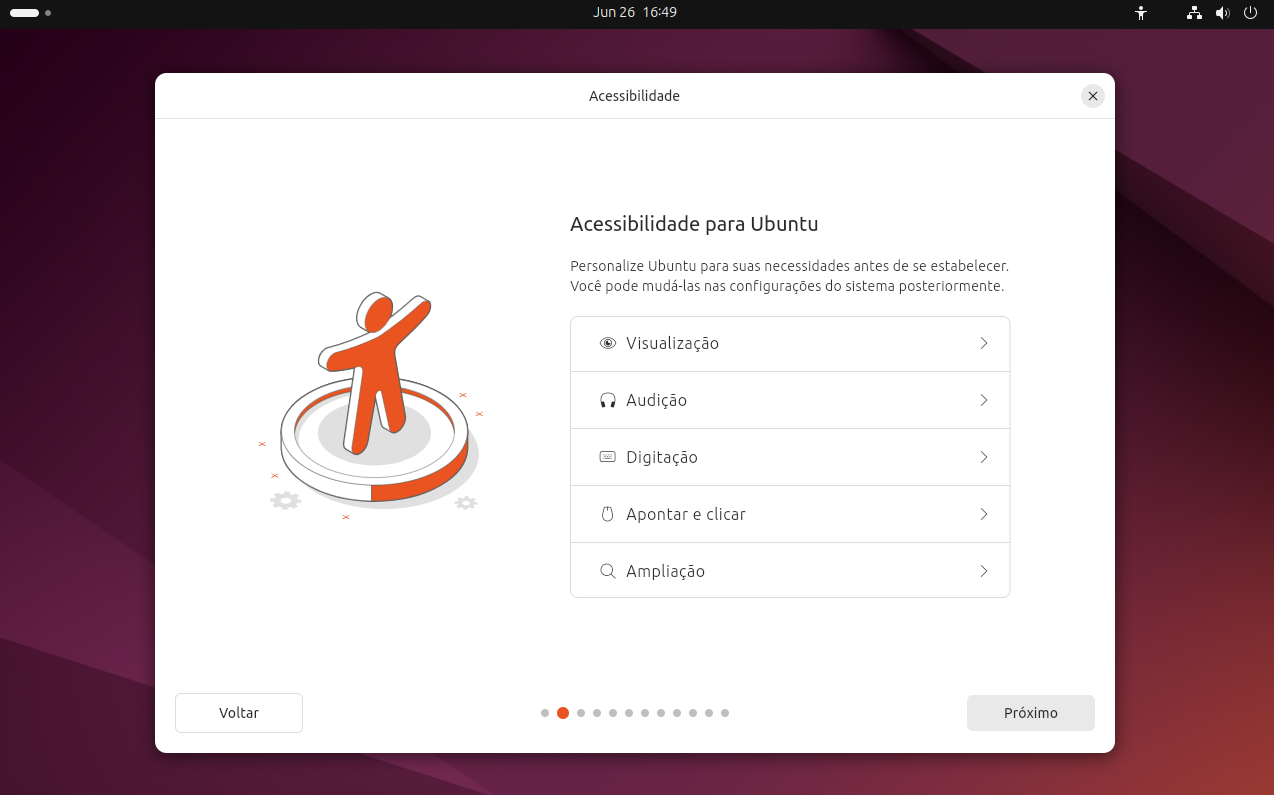 Jun 26 16:49
Acessibilidade
Acessibilidade para Ubuntu
Personalize Ubuntu para suas necessidades antes de se estabelecer.
Você pode mudá-las nas configurações do sistema posteriormente.
Visualização
Audição
Digitação
Apontar e clicar
Ampliação
Voltar
Próximo